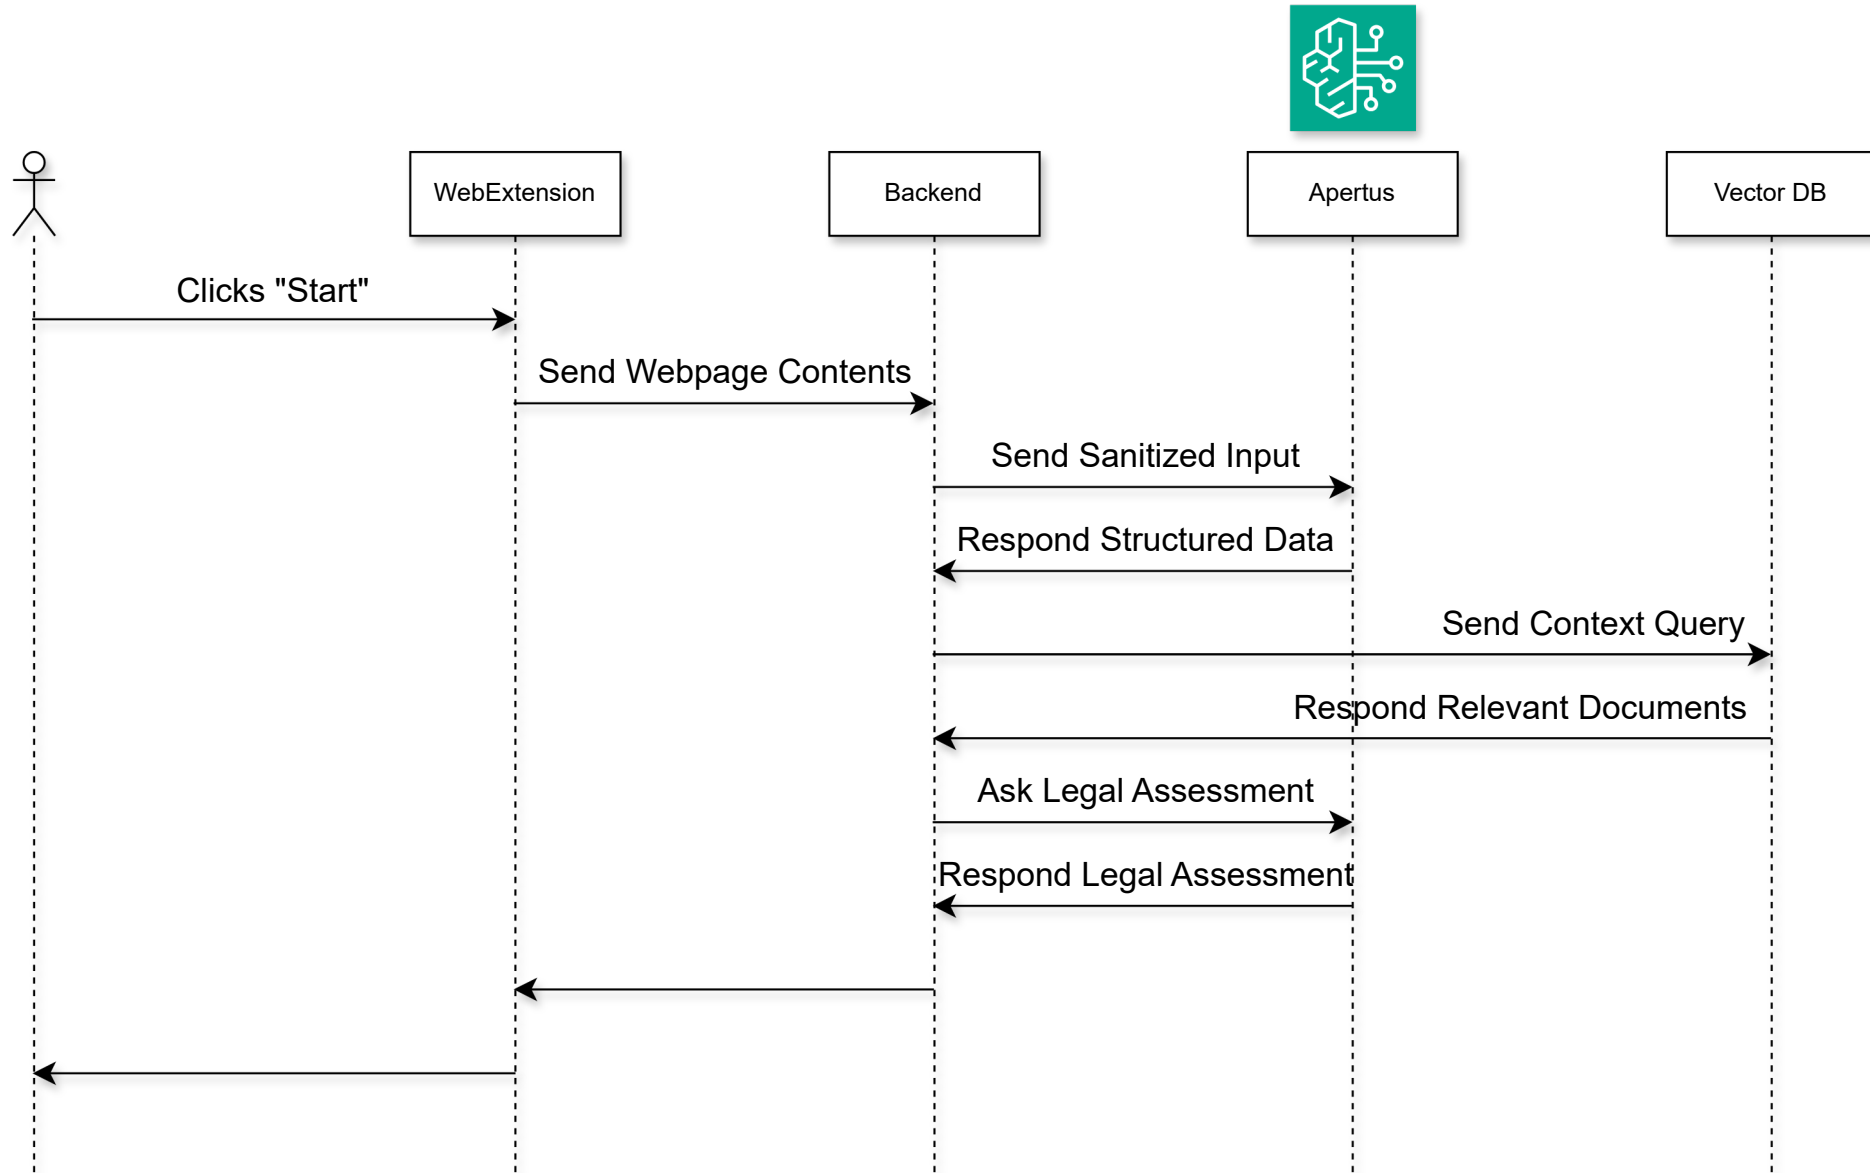 WebExtension
Backend
Apertus
Vector DB
Clicks "Start"
Send Webpage Contents
Send Sanitized Input
Respond Structured Data
Send Context Query
Respond Relevant Documents
Ask Legal Assessment
Respond Legal Assessment